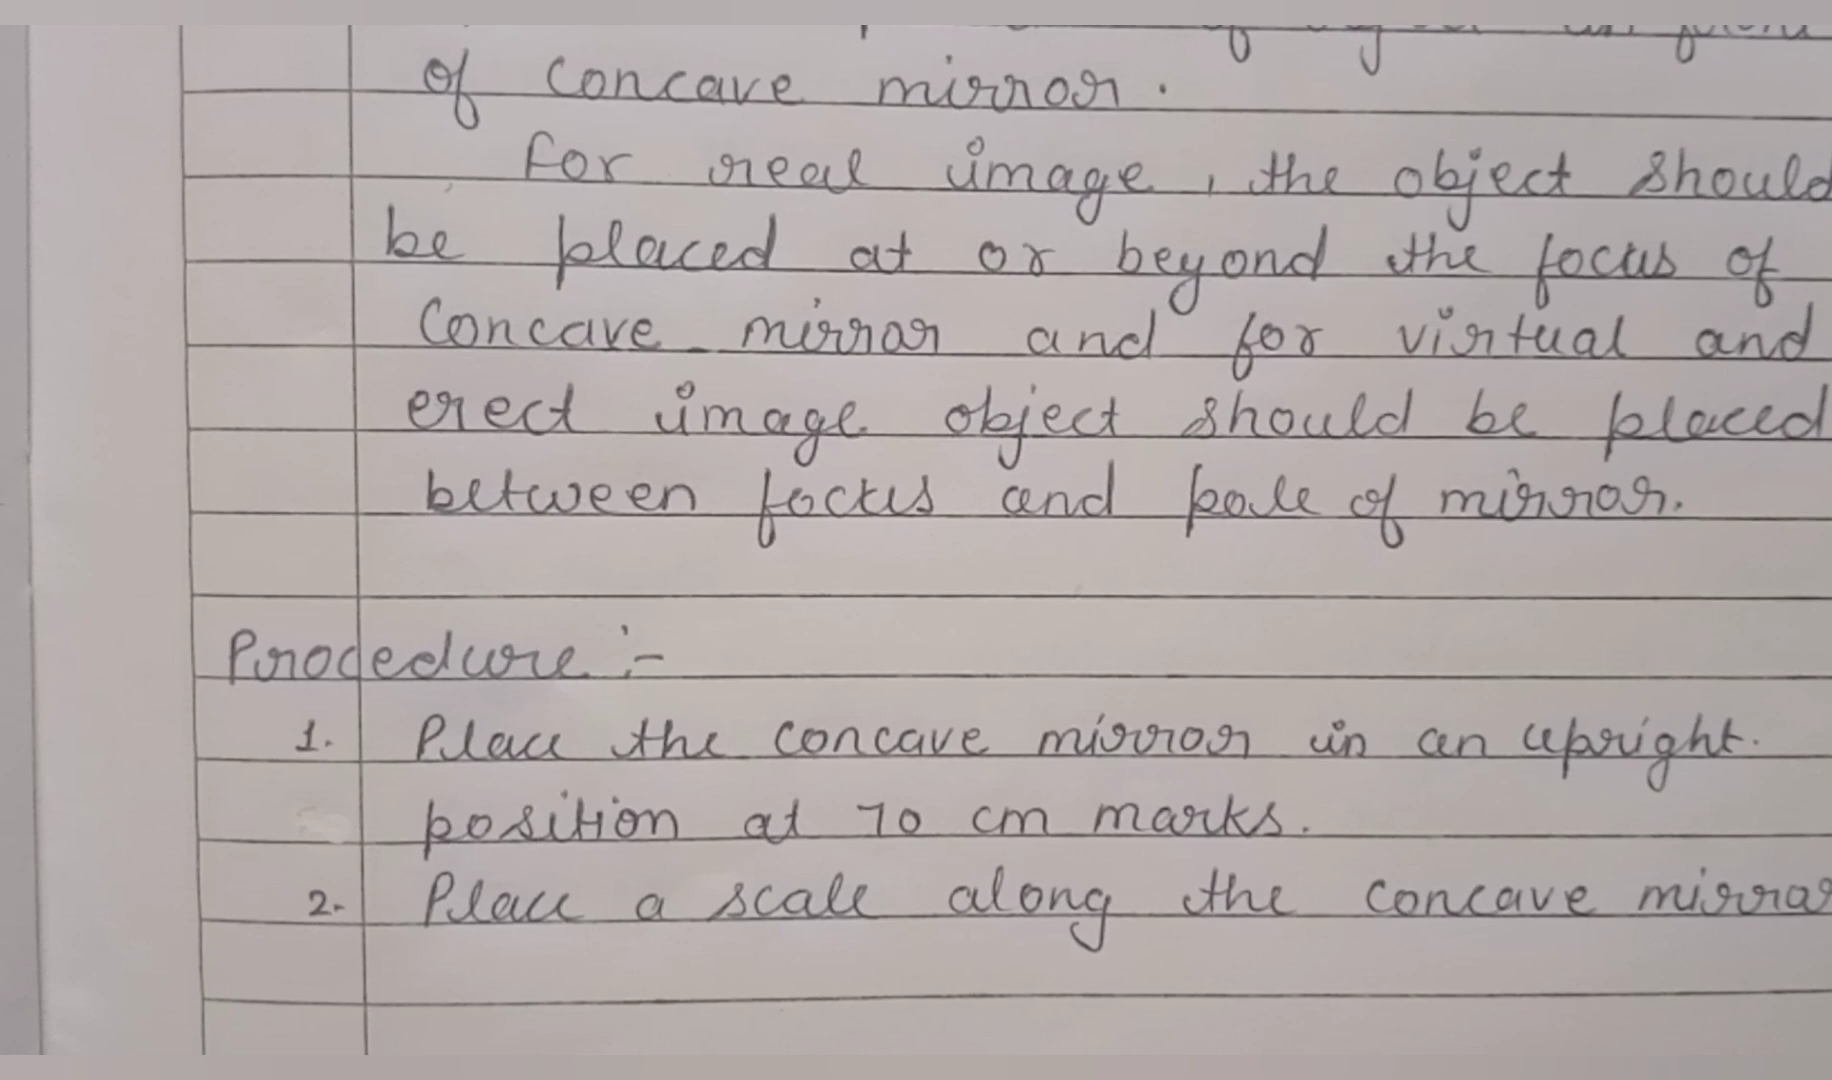 of concave mirror.
For real image, the object should
be placed at or beyond the focus of
Concave mirror and for virtual and
erect image object should be placed
between focus and pole of mirror.
Procedure :-
1. Place the concave mirror in an upright.
position at 70 cm marks.
2. Place a scale along the concave mirror